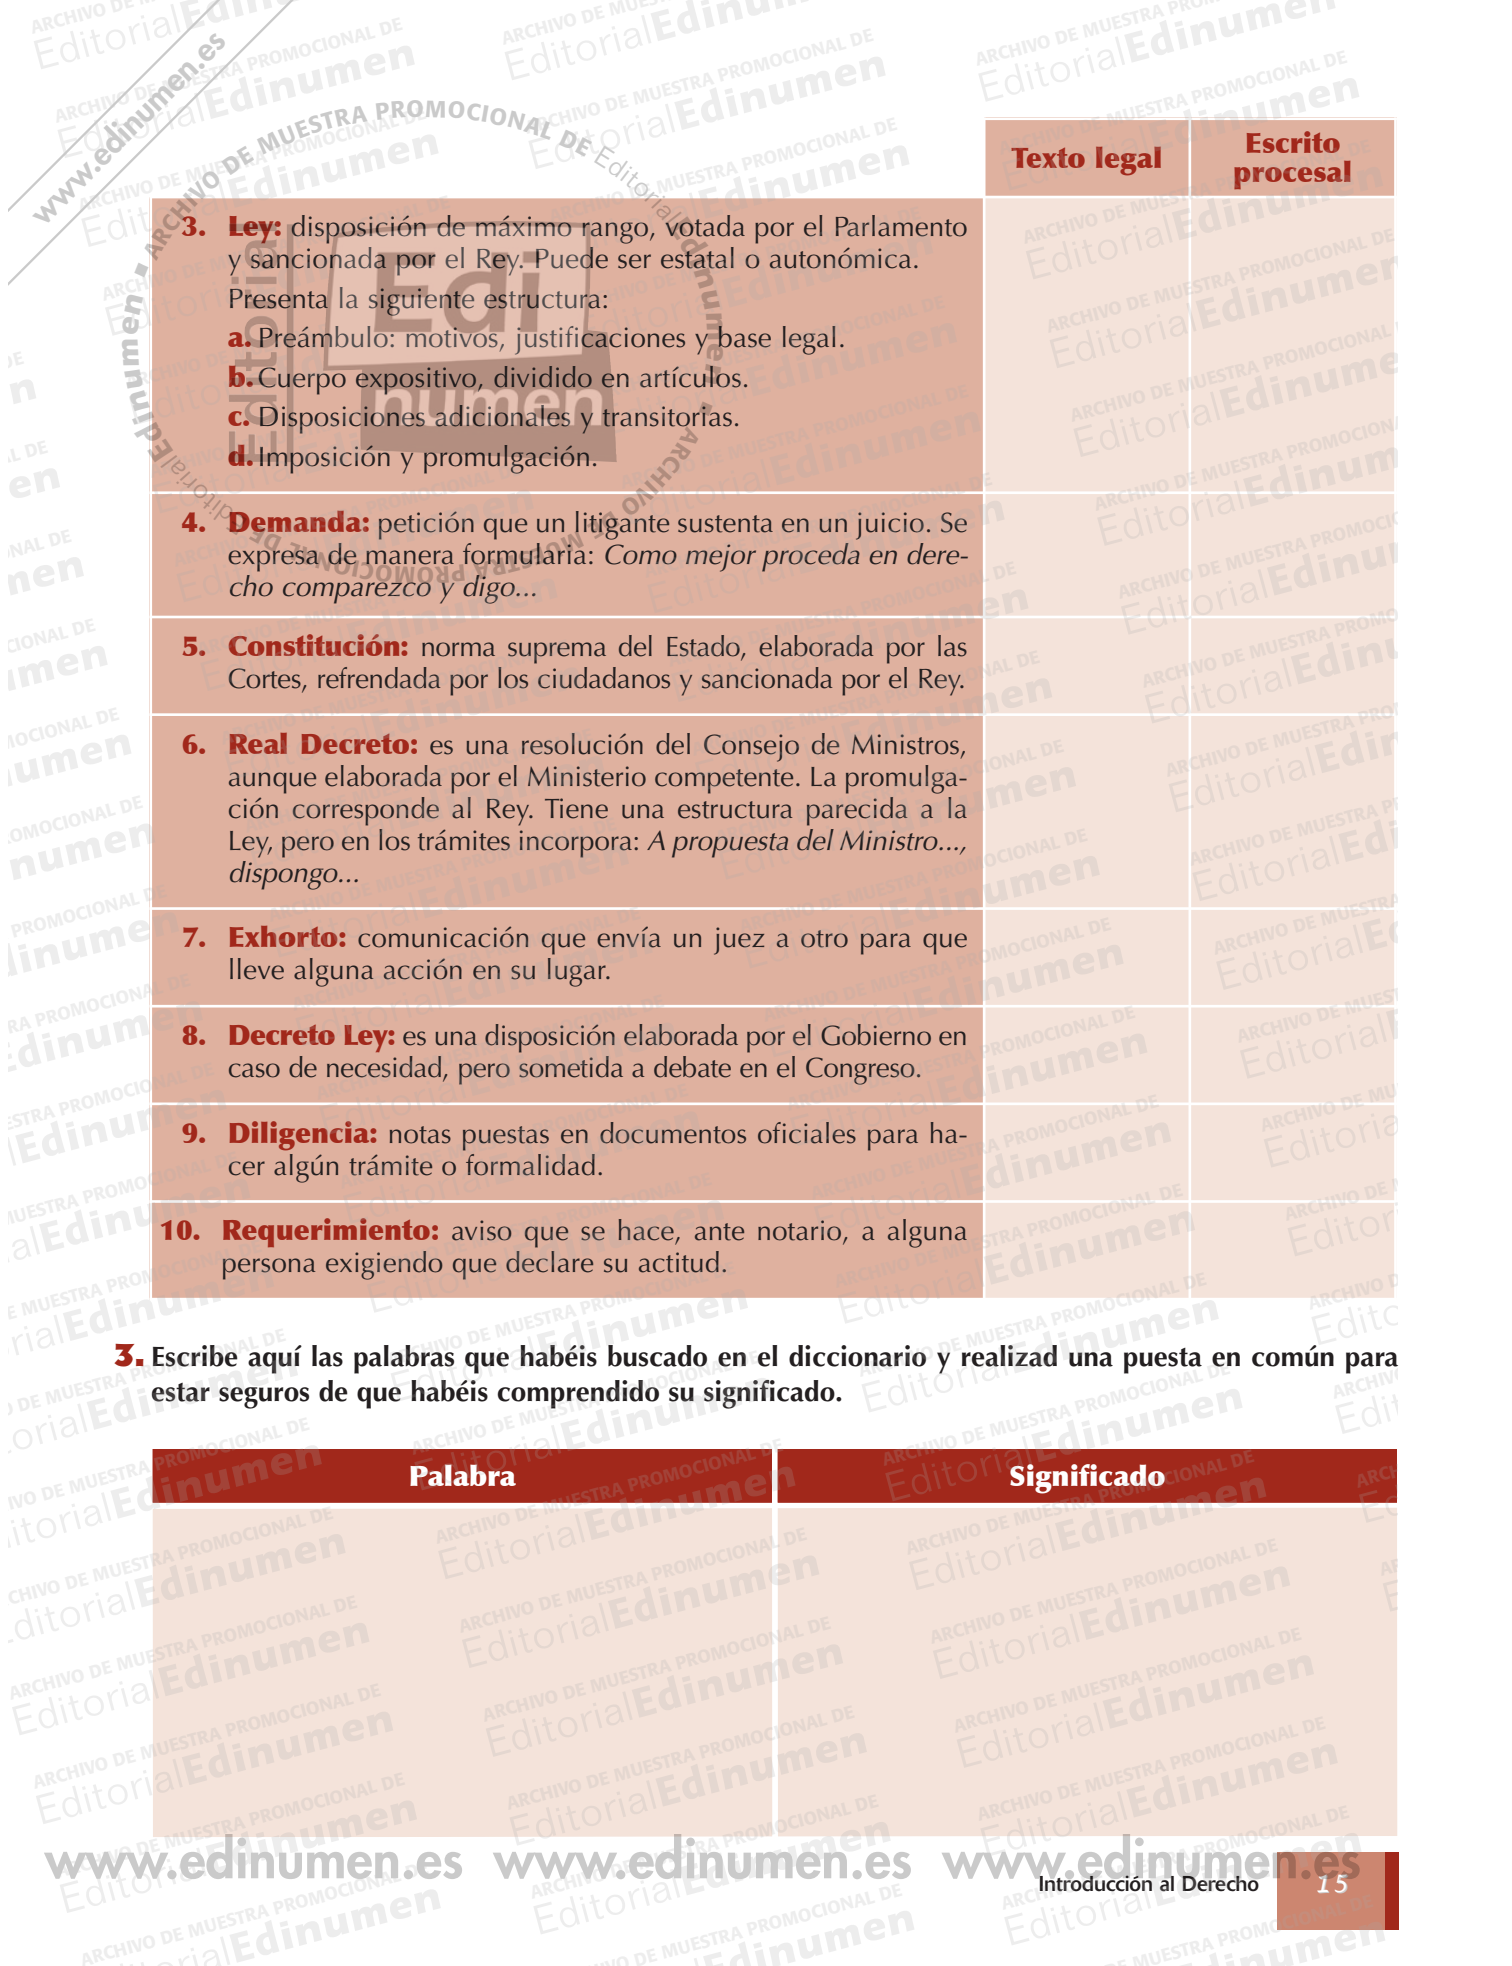 Texto legal
Escrito
procesal
3. Ley: disposición de máximo rango, votada por el Parlamento
y sancionada por el Rey. Puede ser estatal o autonómica.
Presenta la siguiente estructura:
a. Preámbulo: motivos, justificaciones y base legal.
b. Cuerpo expositivo, dividido en artículos.
c. Disposiciones adicionales y transitorias.
d. Imposición y promulgación.
4. Demanda: petición que un litigante sustenta en un juicio. Se
expresa de manera formularia: Como mejor proceda en dere-
cho comparezco y digo...
5. Constitución: norma suprema del Estado, elaborada por las
Cortes, refrendada por los ciudadanos y sancionada por el Rey.
6. Real Decreto: es una resolución del Consejo de Ministros,
aunque elaborada por el Ministerio competente. La promulga-
ción corresponde al Rey. Tiene una estructura parecida a la
Ley, pero en los trámites incorpora: A propuesta del Ministro...,
dispongo...
7. Exhorto: comunicación que envía un juez a otro para que
lleve alguna acción en su lugar.
8. Decreto Ley: es una disposición elaborada por el Gobierno en
caso de necesidad, pero sometida a debate en el Congreso.
9. Diligencia: notas puestas en documentos oficiales para ha-
cer algún trámite o formalidad.
10. Requerimiento: aviso que se hace, ante notario, a alguna
persona exigiendo que declare su actitud.
3. Escribe aquí las palabras que habéis buscado en el diccionario y realizad una puesta en común para
estar seguros de que habéis comprendido su significado.
Palabra
Significado
www.edinumen.es www.edinumen.es www.edinumen.es
Introducción al Derecho 15